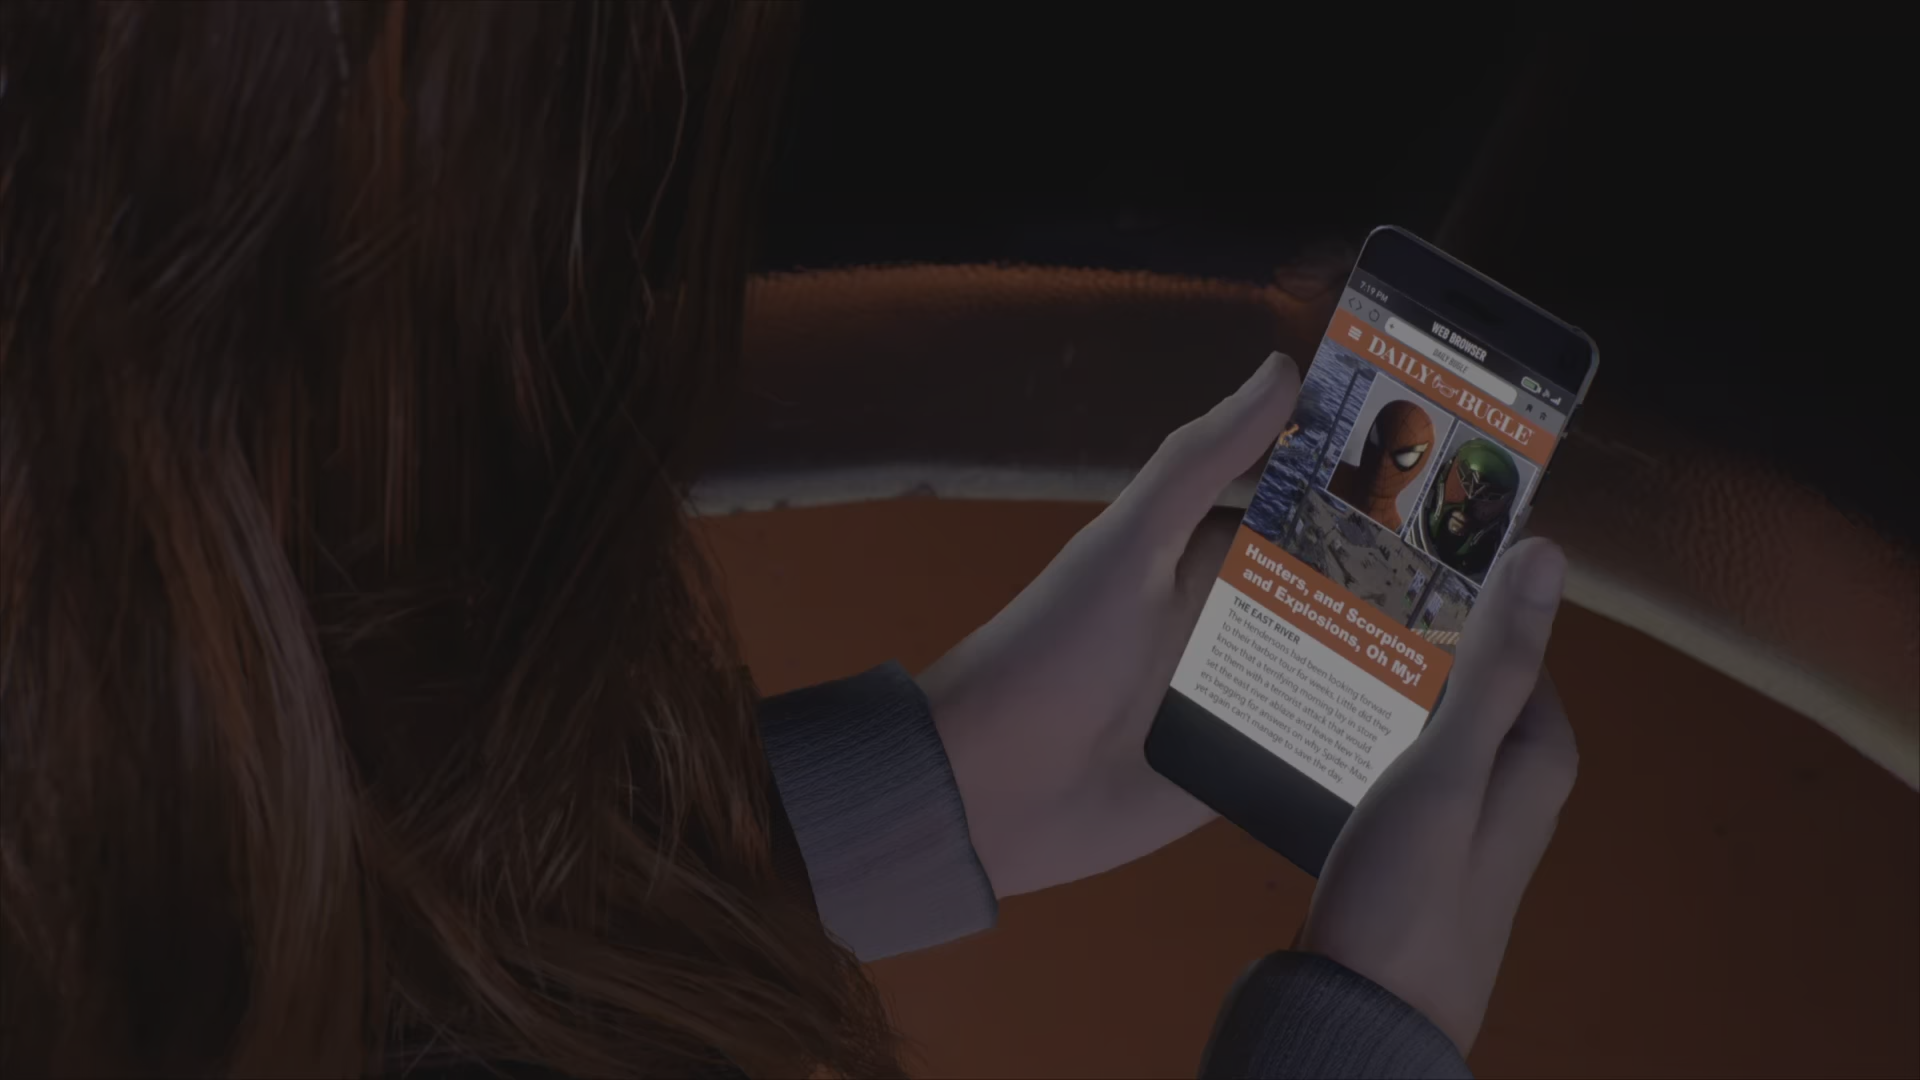 7:19 PM
WEB BROWSER
DAILY BUGLE
DAILY BUGLE
Hunters, and Scorpions,
and Explosions, Oh My!
THE EAST RIVER
The Hendersons had been looking forward
to their harbor tour for weeks. Little did they
know that a terrifying morning lay in store
for them with a terrorist attack that would
set the east river ablaze and leave New York-
ers begging for answers on why Spider-Man
yet again can't manage to save the day.